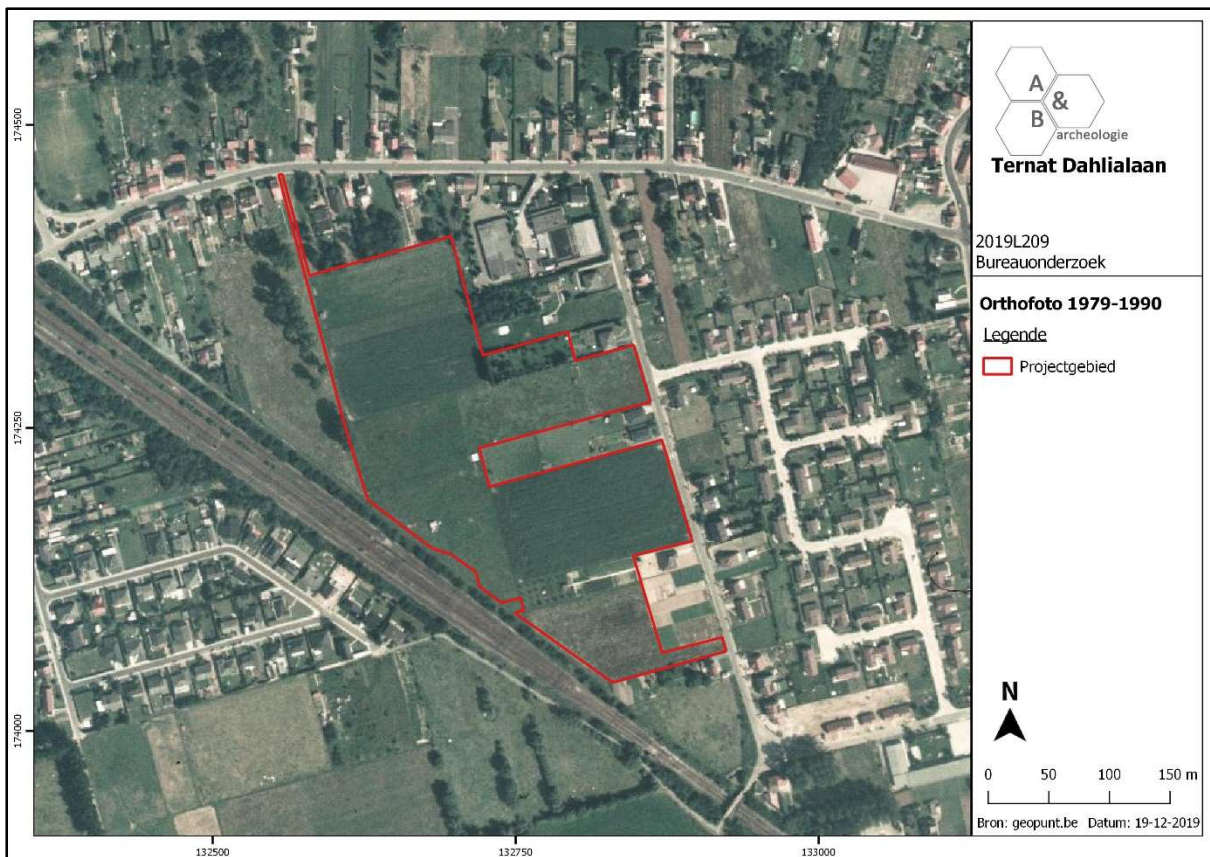 A
&
B
archeologie
Ternat Dahlialaan
2019L209
Bureauonderzoek
Orthofoto 1979-1990
Legende
Projectgebied
N
0 50 100 150 m
Bron: geopunt.be Datum: 19-12-2019
174500
174250
174000
132500 132750 133000